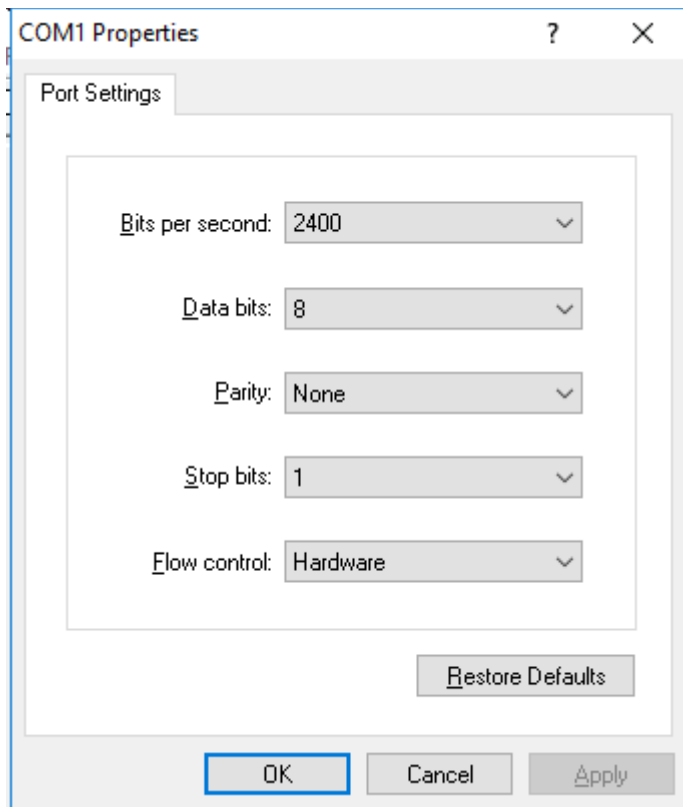 COM1 Properties ?
Port Settings
Bits per second: 2400
Data bits: 8
Parity: None
Stop bits: 1
Flow control: Hardware
Restore Defaults
OK Cancel Apply